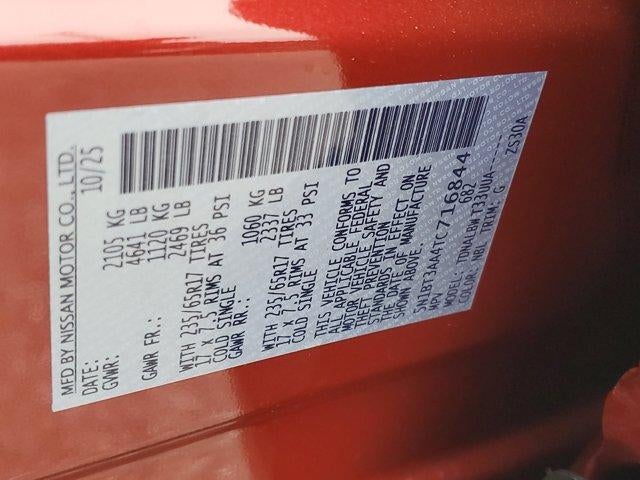 MFD BY NISSAN MOTOR CO., LTD.
DATE: 10/25
GVWR: 2105 KG
4641 LB
GAWR FR.: 1120 KG
2469 LB
WITH 235/65R17 TIRES
17 x 7.5 RIMS AT 36 PSI
COLD SINGLE
GAWR RR.: 1060 KG
2337 LB
WITH 235/65R17 TIRES
17 x 7.5 RIMS AT 33 PSI
COLD SINGLE
THIS VEHICLE CONFORMS TO
ALL APPLICABLE FEDERAL
MOTOR VEHICLE SAFETY AND
THEFT PREVENTION
STANDARDS IN EFFECT ON
THE DATE OF MANUFACTURE
SHOWN ABOVE.
5N1BT3AA4TC716844
MPV 682
MODEL: TDNALBW T33UUA-----
COLOR: NBL TRIM: G ZS30A